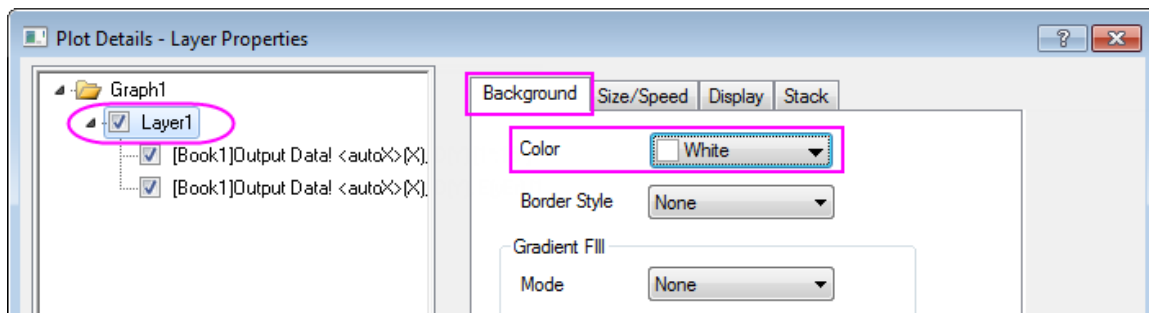 Plot Details - Layer Properties
?
Graph1
Layer1
[Book1]Output Data! <autoX>(X),
[Book1]Output Data! <autoX>(X),
Background Size/Speed Display Stack
Color White
Border Style None
Gradient FIll
Mode None